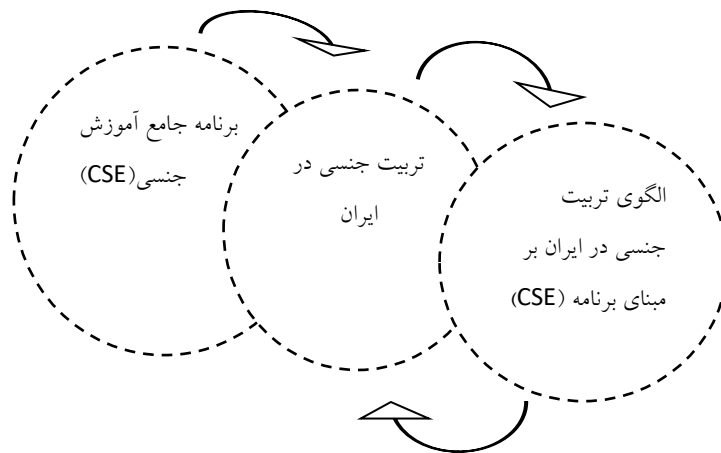 برنامه جامع آموزش
جنسی(CSE)
تربیت جنسی در
ایران
الگوی تربیت
جنسی در ایران بر
مبنای برنامه (CSE)